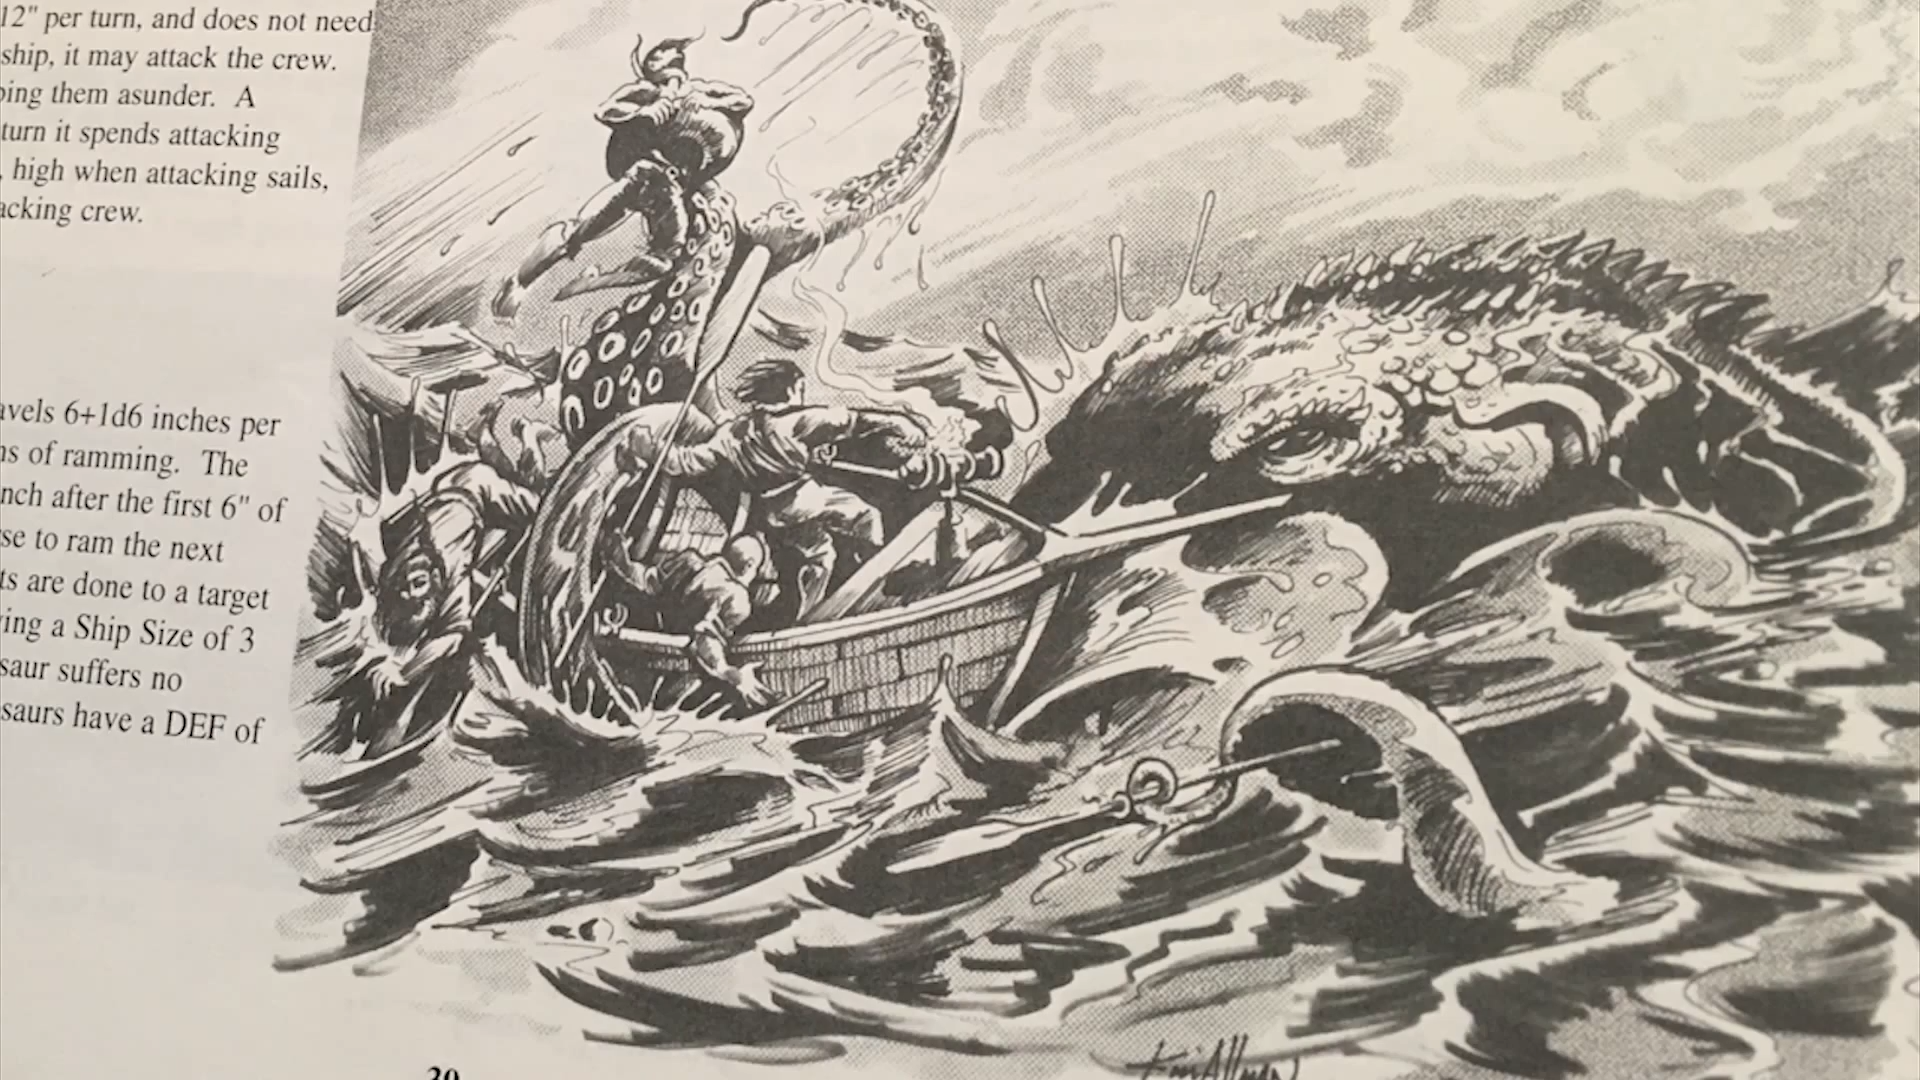 12" per turn, and does not need
ship, it may attack the crew.
ping them asunder. A
turn it spends attacking
, high when attacking sails,
acking crew.
avels 6+1d6 inches per
ns of ramming. The
nch after the first 6" of
se to ram the next
ts are done to a target
ing a Ship Size of 3
saur suffers no
saurs have a DEF of
30